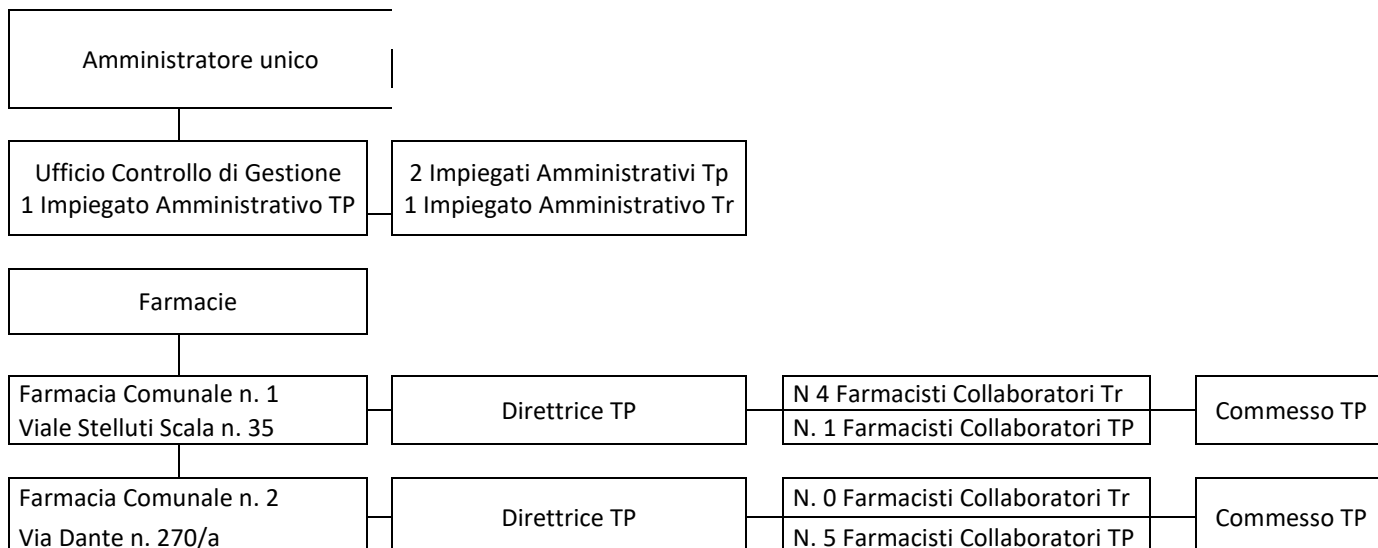 Amministratore unico
Ufficio Controllo di Gestione
1 Impiegato Amministrativo TP
2 Impiegati Amministrativi Tp
1 Impiegato Amministrativo Tr
Farmacie
Farmacia Comunale n. 1
Viale Stelluti Scala n. 35
Direttrice TP
N 4 Farmacisti Collaboratori Tr
N. 1 Farmacisti Collaboratori TP
Commesso TP
Farmacia Comunale n. 2
Via Dante n. 270/a
Direttrice TP
N. 0 Farmacisti Collaboratori Tr
N. 5 Farmacisti Collaboratori TP
Commesso TP